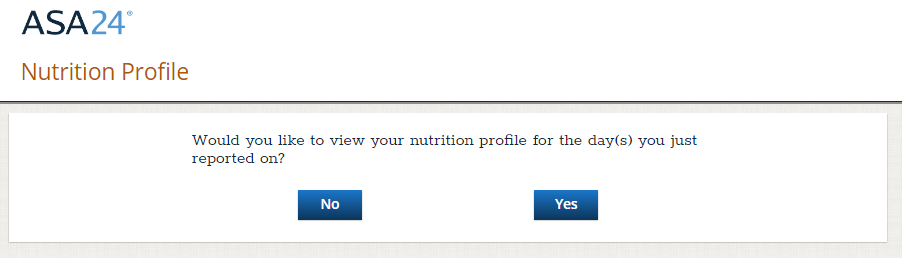 ASA24®
Nutrition Profile
Would you like to view your nutrition profile for the day(s) you just
reported on?
No Yes